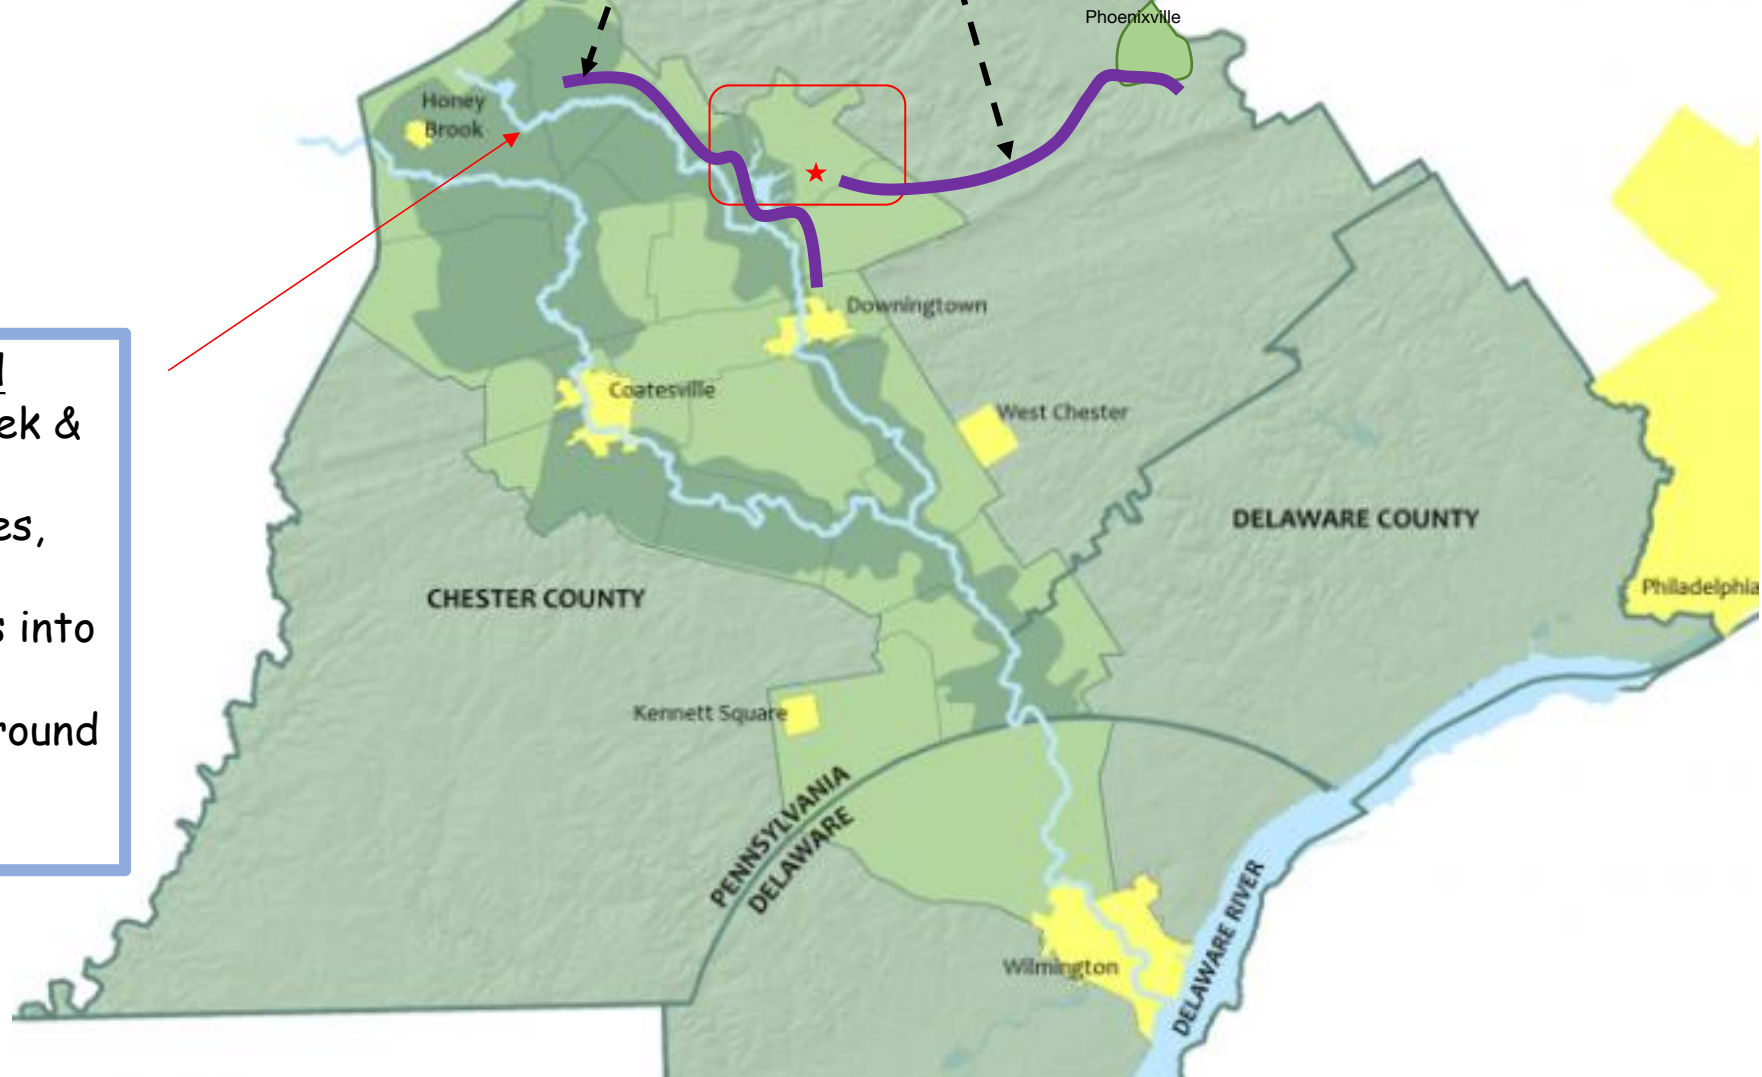 Phoenixville
Honey
Brook
Downingtown
ek &
Coatesville
West Chester
es,
DELAWARE COUNTY
Philadelphia
CHESTER COUNTY
s into
Kennett Square
round
PENNSYLVANIA
DELAWARE
DELAWARE RIVER
Wilmington